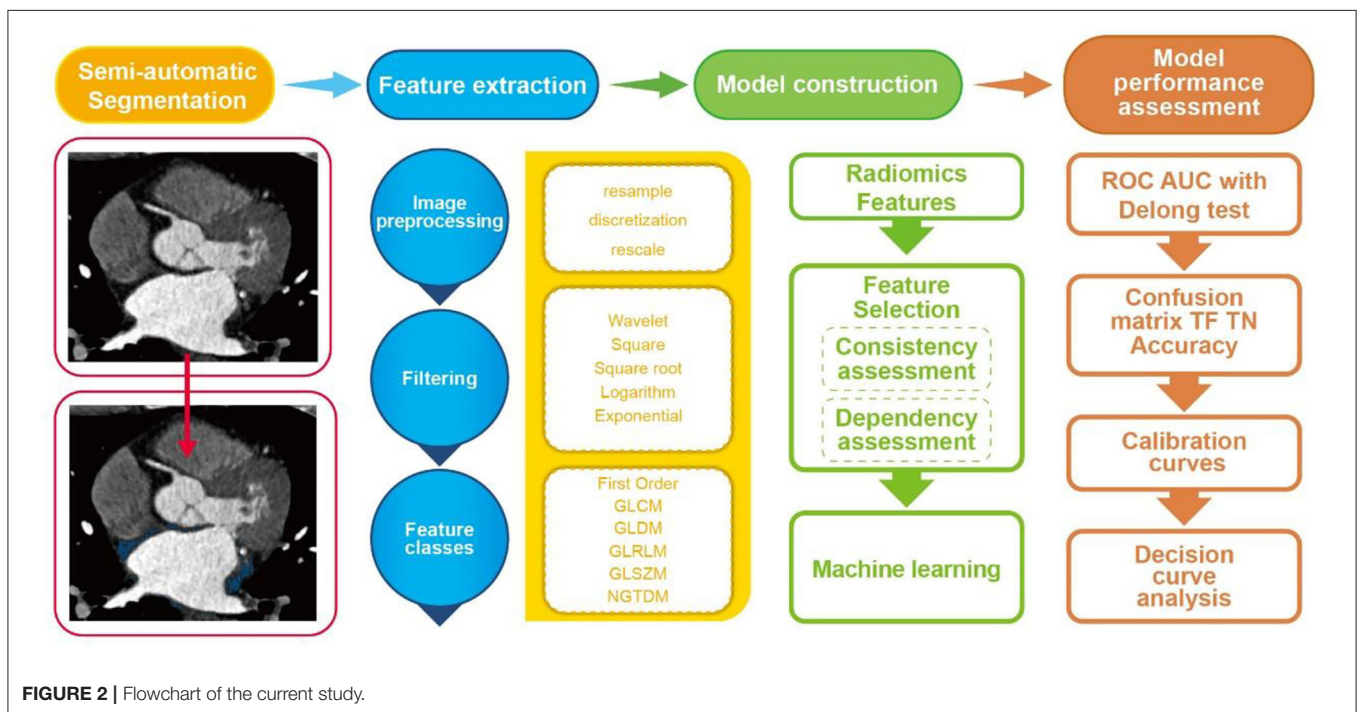 Semi-automatic
Segmentation
Feature extraction
Model construction
Model
performance
assessment
Image
preprocessing
Filtering
Feature
classes
resample
discretization
rescale
Wavelet
Square
Square root
Logarithm
Exponential
First Order
GLCM
GLDM
GLRLM
GLSZM
NGTDM
Radiomics
Features
Feature
Selection
Consistency
assessment
Dependency
assessment
Machine learning
ROC AUC with
Delong test
Confusion
matrix TF TN
Accuracy
Calibration
curves
Decision
curve
analysis
FIGURE 2 | Flowchart of the current study.